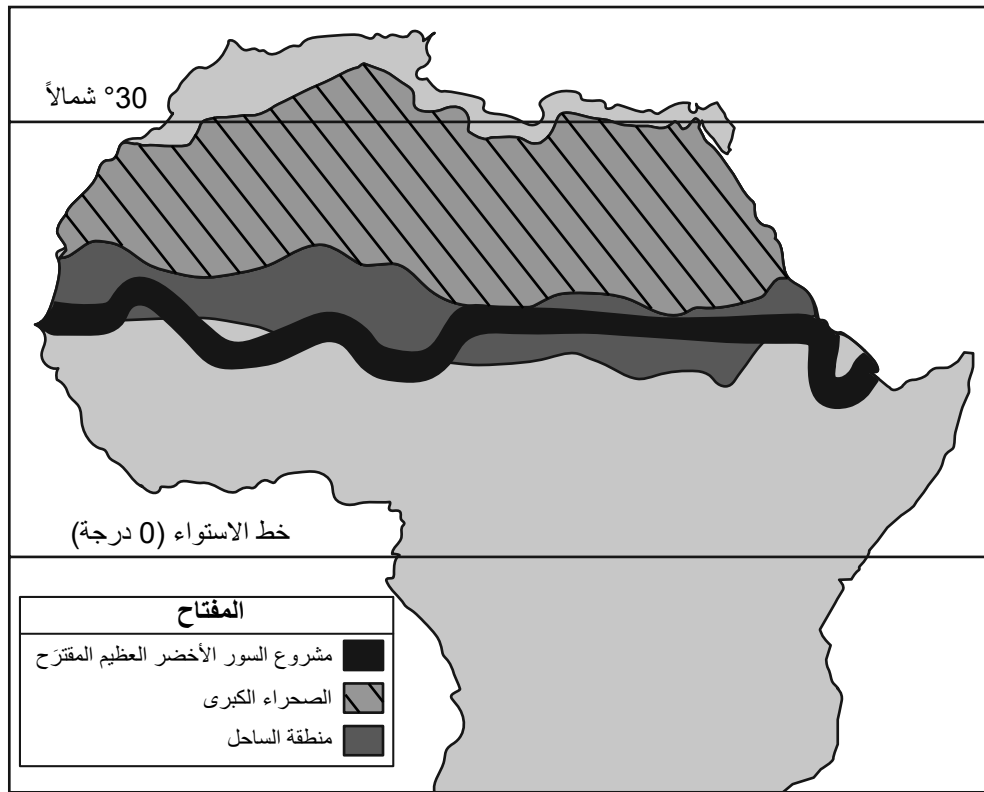 30° شمالاً
خط الاستواء (0 درجة)
المفتاح
مشروع السور الأخضر العظيم المقترَح
الصحراء الكبرى
منطقة الساحل